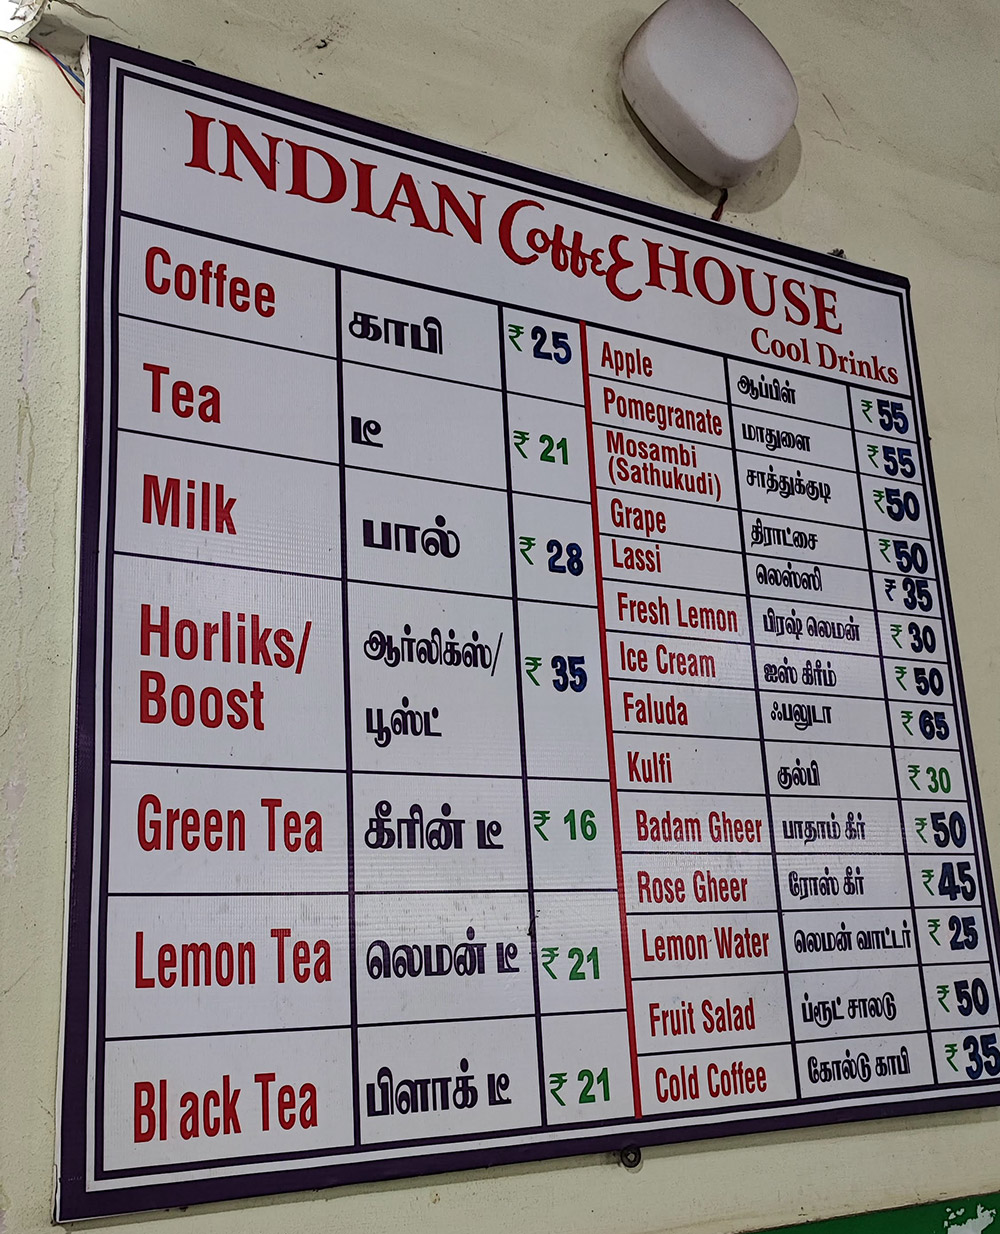 INDIAN Coffee HOUSE
Cool Drinks
Coffee காபி ₹ 25
Tea டீ ₹ 21
Milk பால் ₹ 28
Horliks/ ஆர்லிக்ஸ்/ ₹ 35
Boost பூஸ்ட்
Green Tea கீரின் டீ ₹ 16
Lemon Tea லெமன் டீ ₹ 21
Black Tea பிளாக் டீ ₹ 21
Apple ஆப்பிள் ₹ 55
Pomegranate மாதுளை ₹ 55
Mosambi
(Sathukudi) சாத்துக்குடி ₹ 50
Grape திராட்சை ₹ 50
Lassi லெஸ்ஸி ₹ 35
Fresh Lemon பிரஷ் லெமன் ₹ 30
Ice Cream ஐஸ் கிரீம் ₹ 50
Faluda ஃபலுடா ₹ 65
Kulfi குல்பி ₹ 30
Badam Gheer பாதாம் கீர் ₹ 50
Rose Gheer ரோஸ் கீர் ₹ 45
Lemon Water லெமன் வாட்டர் ₹ 25
Fruit Salad ப்ரூட் சாலடு ₹ 50
Cold Coffee கோல்டு காபி ₹ 35